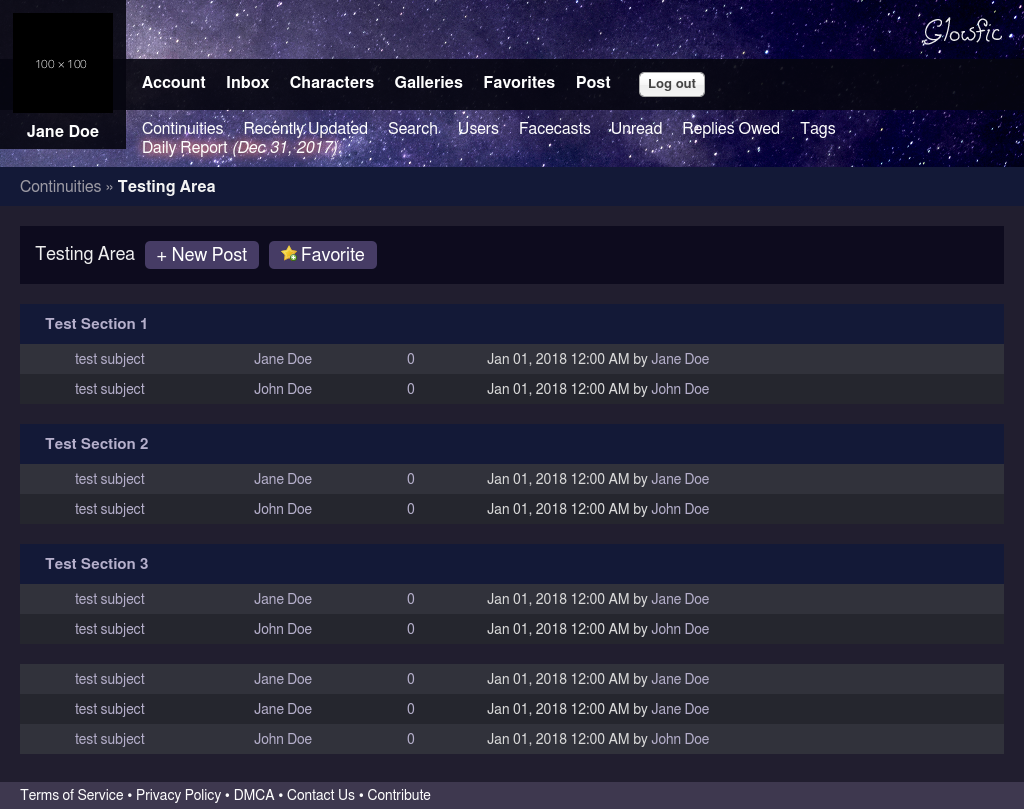 Glowfic
100 × 100
Jane Doe
Account Inbox Characters Galleries Favorites Post Log out
Continuities Recently Updated Search Users Facecasts Unread Replies Owed Tags
Daily Report (Dec 31, 2017)
Continuities » Testing Area
Testing Area + New Post Favorite
Test Section 1
test subject Jane Doe 0 Jan 01, 2018 12:00 AM by Jane Doe
test subject John Doe 0 Jan 01, 2018 12:00 AM by John Doe
Test Section 2
test subject Jane Doe 0 Jan 01, 2018 12:00 AM by Jane Doe
test subject John Doe 0 Jan 01, 2018 12:00 AM by John Doe
Test Section 3
test subject Jane Doe 0 Jan 01, 2018 12:00 AM by Jane Doe
test subject John Doe 0 Jan 01, 2018 12:00 AM by John Doe
test subject Jane Doe 0 Jan 01, 2018 12:00 AM by Jane Doe
test subject Jane Doe 0 Jan 01, 2018 12:00 AM by Jane Doe
test subject John Doe 0 Jan 01, 2018 12:00 AM by John Doe
Terms of Service • Privacy Policy • DMCA • Contact Us • Contribute